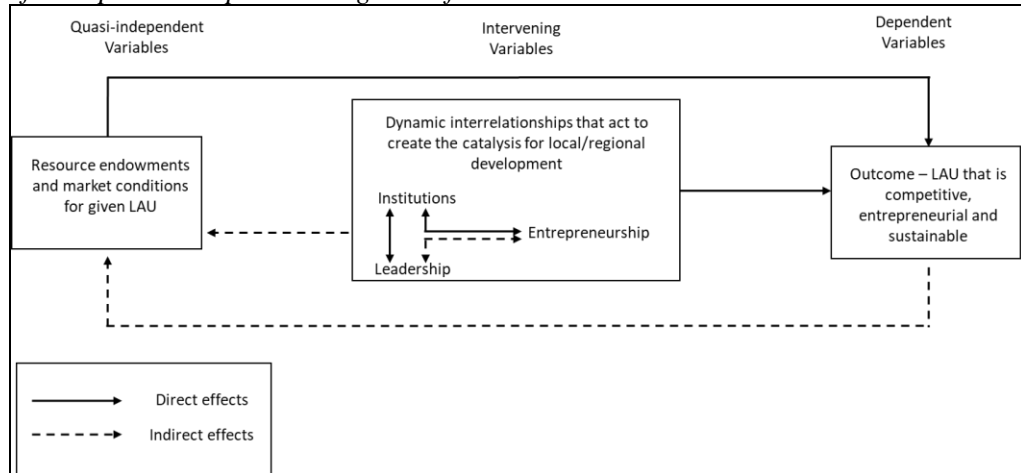 Quasi-independent
Variables
Intervening
Variables
Dependent
Variables
Resource endowments
and market conditions
for given LAU
Dynamic interrelationships that act to
create the catalysis for local/regional
development
Institutions
Entrepreneurship
Leadership
Outcome – LAU that is
competitive,
entrepreneurial and
sustainable
Direct effects
Indirect effects